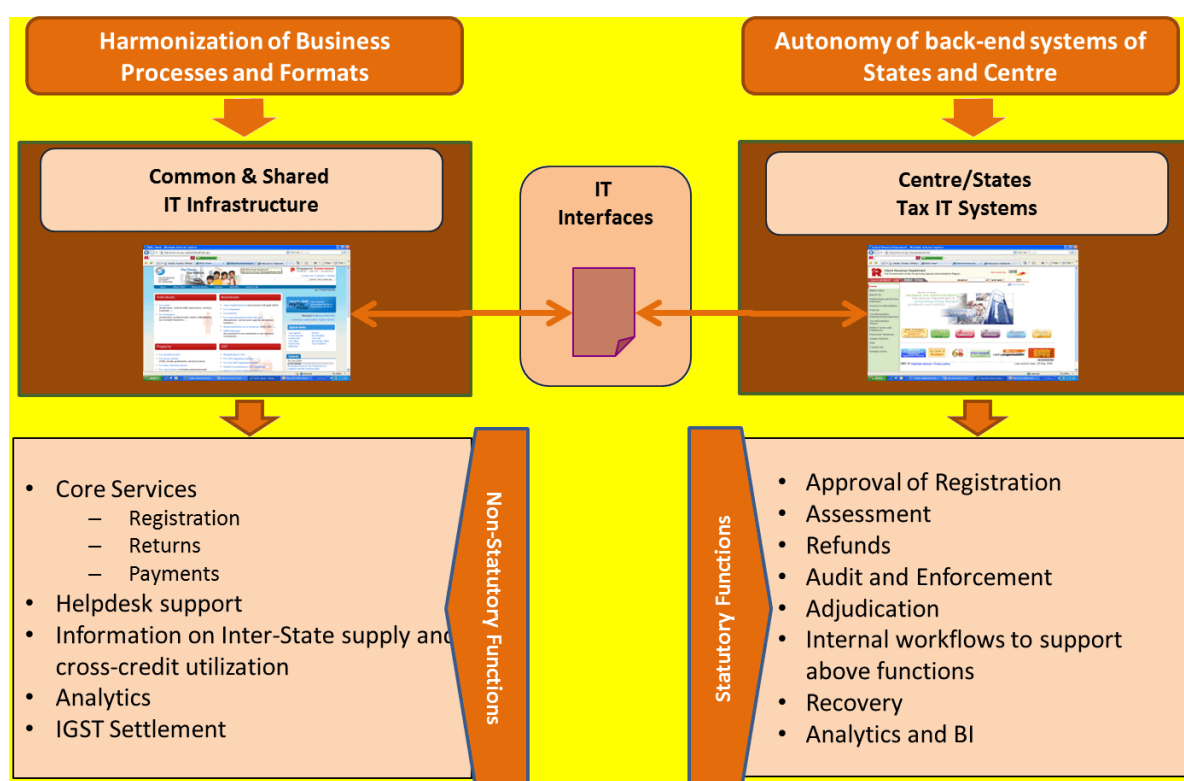 Harmonization of Business
Processes and Formats
Autonomy of back-end systems of
States and Centre
Common & Shared
IT Infrastructure
IT
Interfaces
Centre/States
Tax IT Systems
• Core Services
– Registration
– Returns
– Payments
• Helpdesk support
• Information on Inter-State supply and
cross-credit utilization
• Analytics
• IGST Settlement
Non-Statutory Functions
Statutory Functions
• Approval of Registration
• Assessment
• Refunds
• Audit and Enforcement
• Adjudication
• Internal workflows to support
above functions
• Recovery
• Analytics and BI